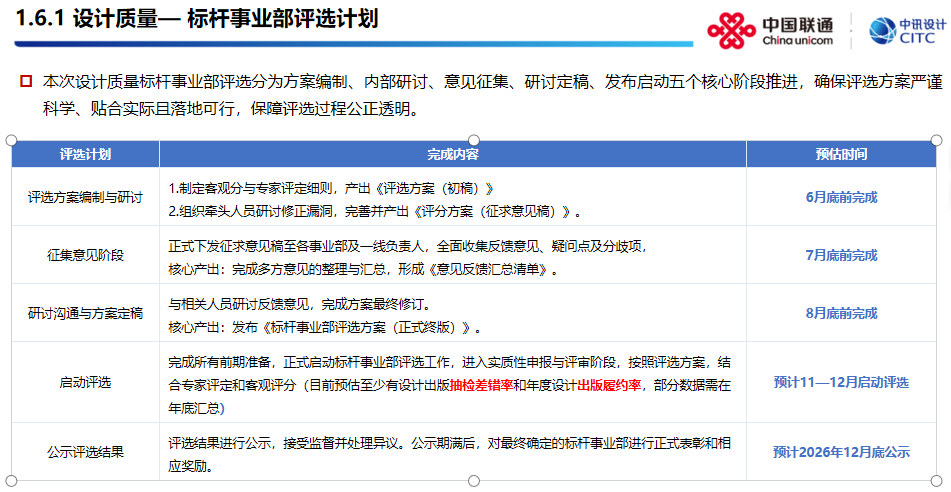 1.6.1 设计质量— 标杆事业部评选计划
中国联通
China unicom
中讯设计
CITC
本次设计质量标杆事业部评选分为方案编制、内部研讨、意见征集、研讨定稿、发布启动五个核心阶段推进，确保评选方案严谨
科学、贴合实际且落地可行，保障评选过程公正透明。
评选计划 完成内容 预估时间
评选方案编制与研讨
1.制定客观分与专家评定细则，产出《评选方案（初稿）》
2.组织牵头人员研讨修正漏洞，完善并产出《评分方案（征求意见稿）》。
6月底前完成
征集意见阶段
正式下发征求意见稿至各事业部及一线负责人，全面收集反馈意见、疑问点及分歧项，
核心产出：完成多方意见的整理与汇总，形成《意见反馈汇总清单》。
7月底前完成
研讨沟通与方案定稿
与相关人员研讨反馈意见，完成方案最终修订。
核心产出：发布《标杆事业部评选方案（正式终版）》。
8月底前完成
启动评选
完成所有前期准备，正式启动标杆事业部评选工作，进入实质性申报与评审阶段，按照评选方案，结
合专家评定和客观评分（目前预估至少有设计出版抽检差错率和年度设计出版履约率，部分数据需在
年底汇总）
预计11—12月启动评选
公示评选结果
评选结果进行公示，接受监督并处理异议。公示期满后，对最终确定的标杆事业部进行正式表彰和相
应奖励。
预计2026年12月底公示